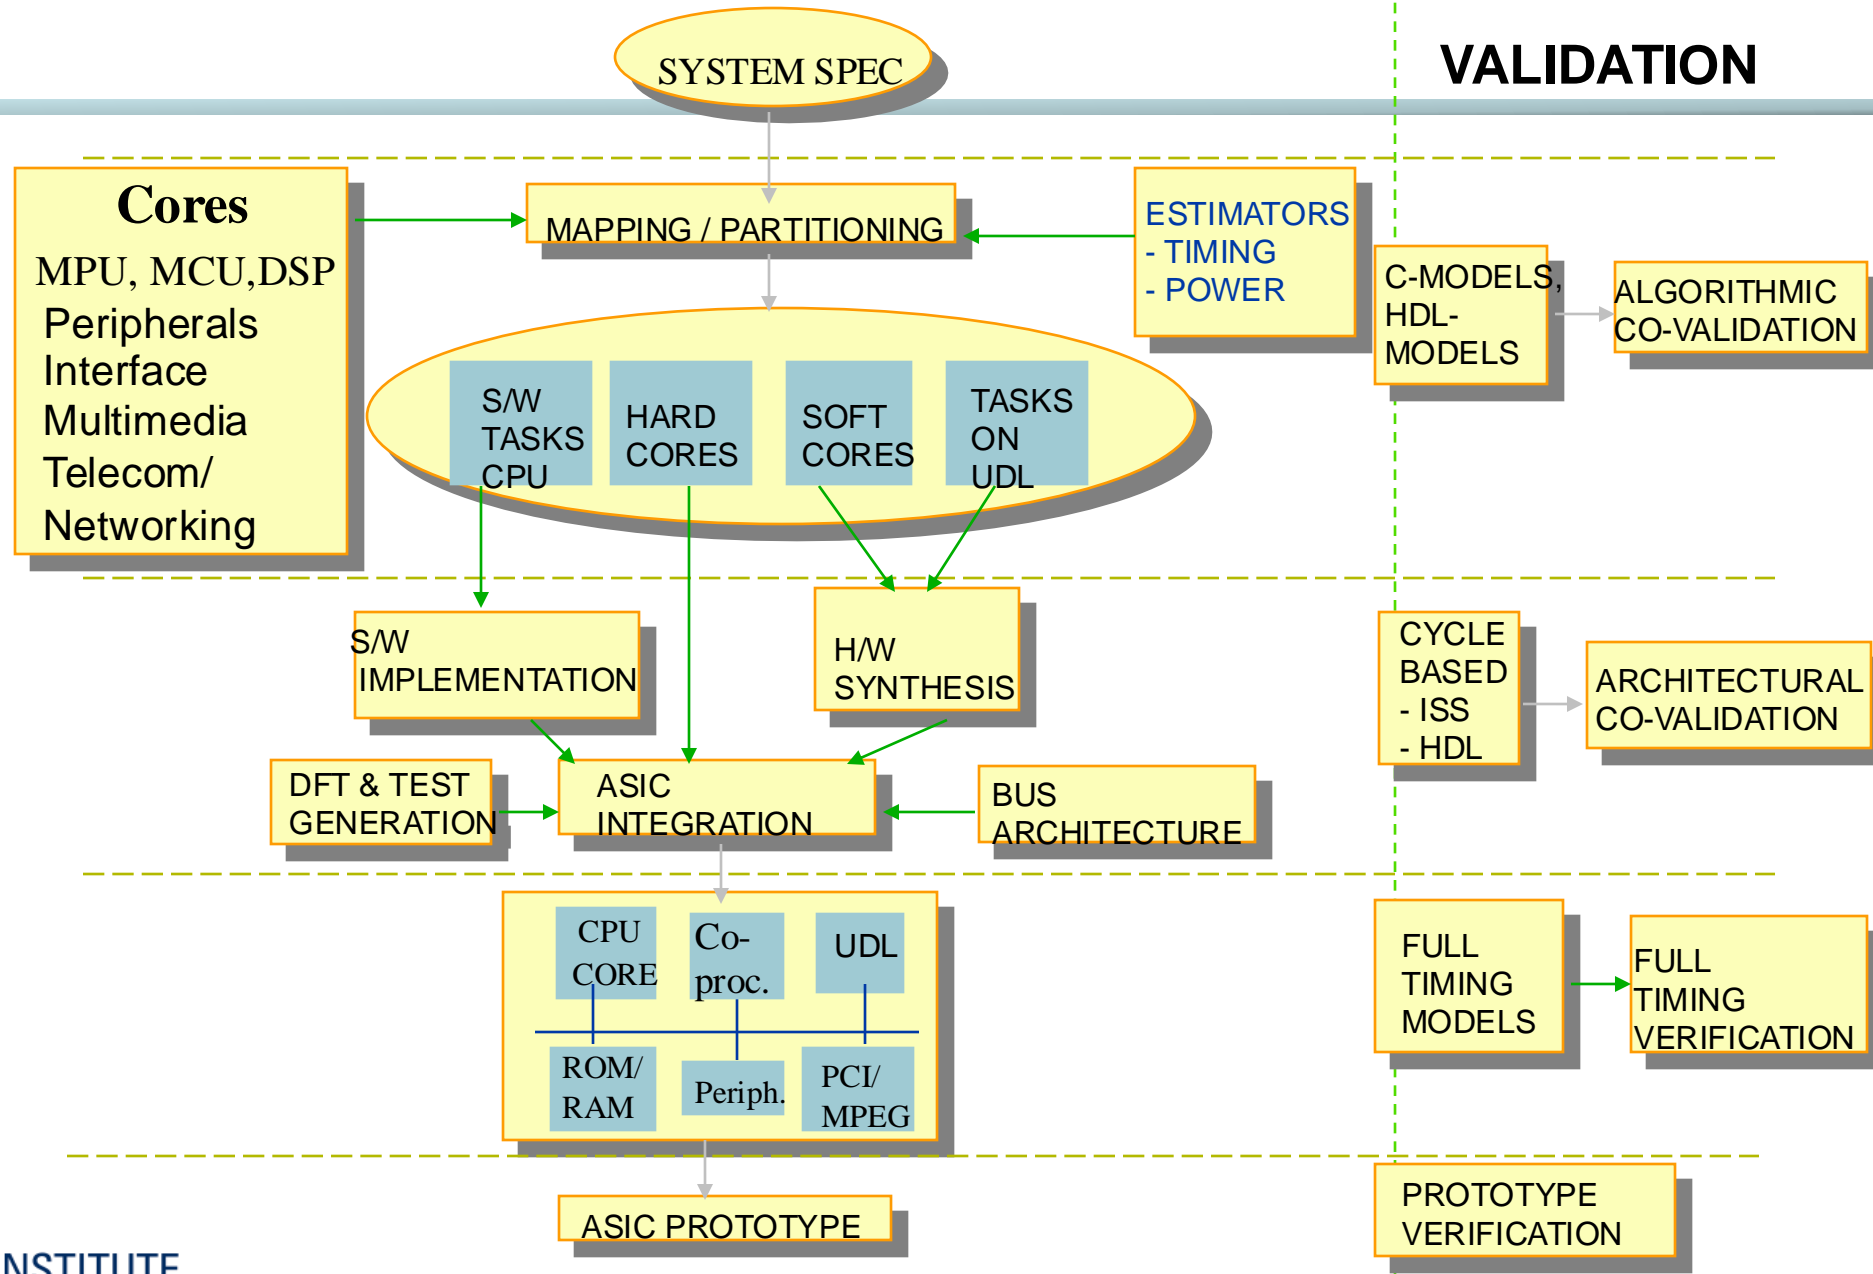 SYSTEM SPEC
VALIDATION
Cores
MPU, MCU,DSP
Peripherals
Interface
Multimedia
Telecom/
Networking
MAPPING / PARTITIONING
ESTIMATORS
- TIMING
- POWER
C-MODELS,
HDL-
MODELS
ALGORITHMIC
CO-VALIDATION
S/W
TASKS
CPU
HARD
CORES
SOFT
CORES
TASKS
ON
UDL
S/W
IMPLEMENTATION
H/W
SYNTHESIS
CYCLE
BASED
- ISS
- HDL
ARCHITECTURAL
CO-VALIDATION
DFT & TEST
GENERATION
ASIC
INTEGRATION
BUS
ARCHITECTURE
CPU
CORE
Co-
proc.
UDL
ROM/
RAM
Periph.
PCI/
MPEG
FULL
TIMING
MODELS
FULL
TIMING
VERIFICATION
ASIC PROTOTYPE
PROTOTYPE
VERIFICATION
NSTITUTE